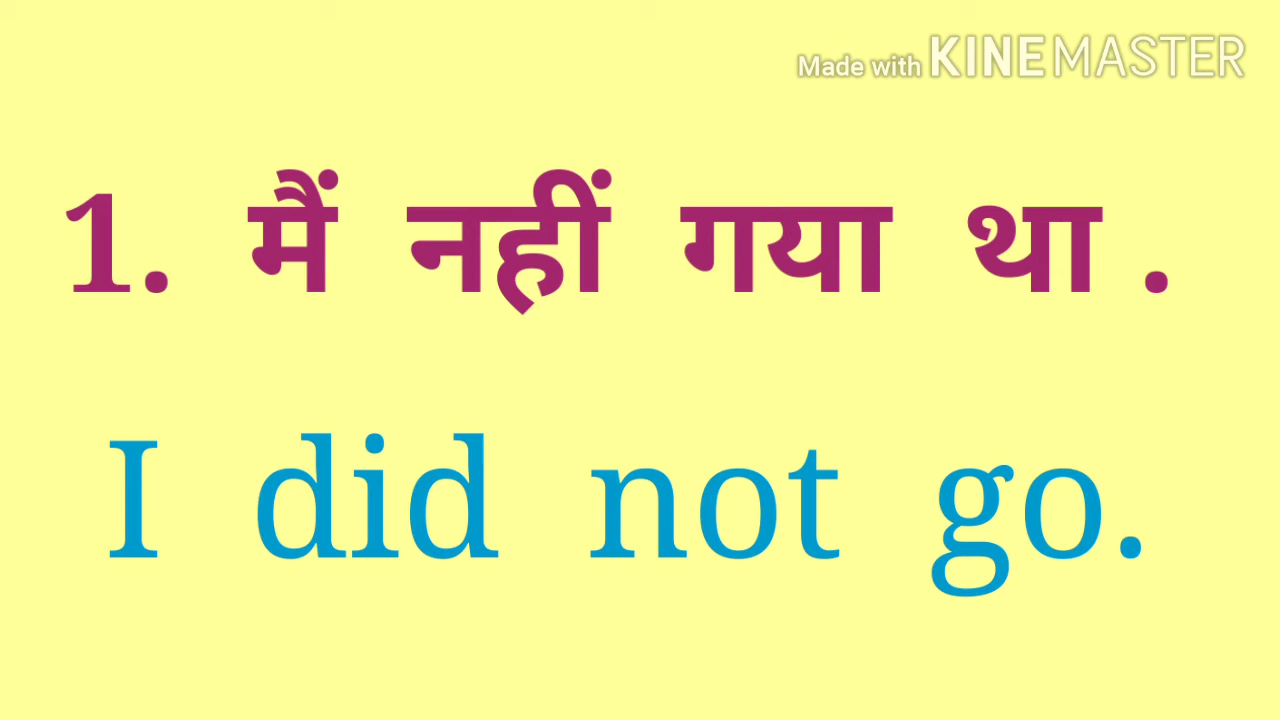 Made with KINEMASTER
1. मैं नहीं गया था .
I did not go.